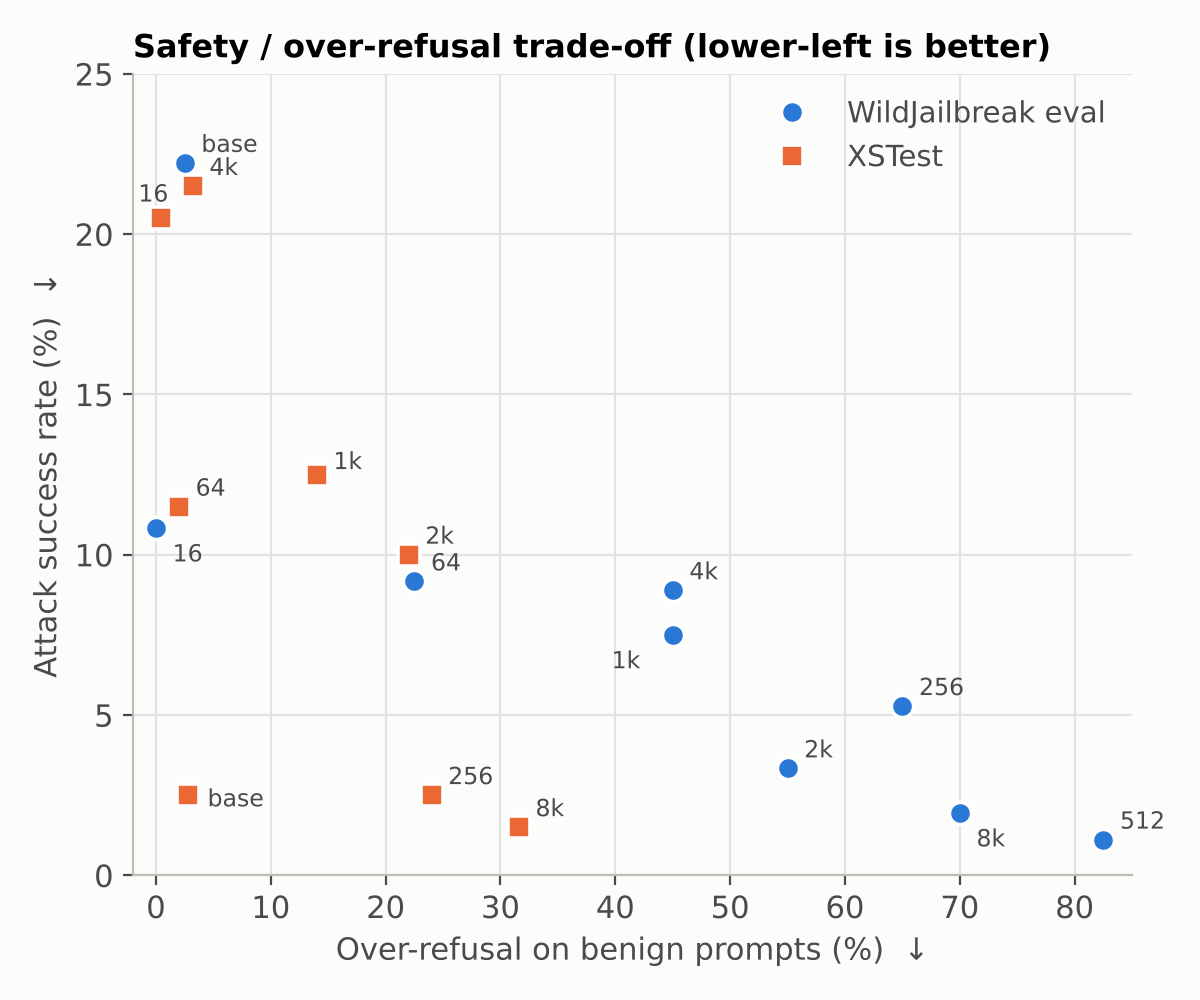 Safety / over-refusal trade-off (lower-left is better)
25
20
15
10
5
0
Attack success rate (%) ↓
WildJailbreak eval
XSTest
base
4k
16
64
16
1k
2k
64
4k
1k
256
2k
base
256
8k
8k
512
0 10 20 30 40 50 60 70 80
Over-refusal on benign prompts (%) ↓